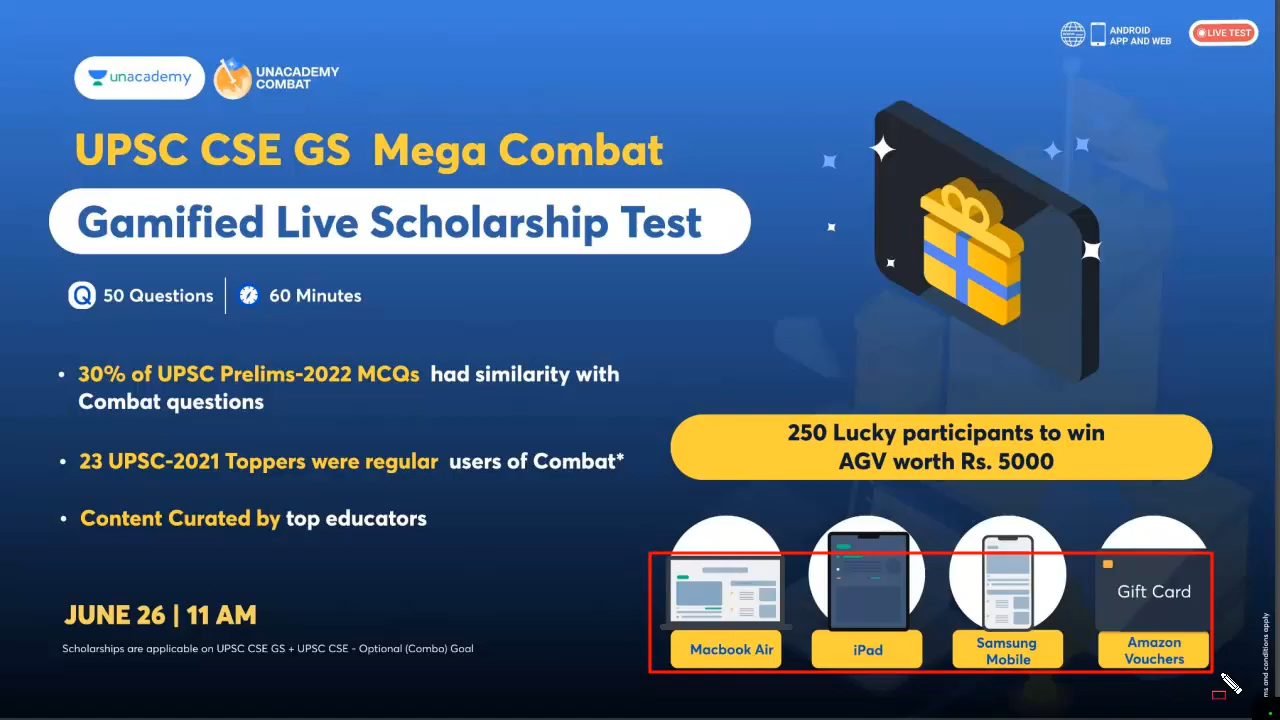 ANDROID
APP AND WEB
LIVE TEST
unacademy
UNACADEMY
COMBAT
UPSC CSE GS Mega Combat
Gamified Live Scholarship Test
Q 50 Questions
60 Minutes
• 30% of UPSC Prelims-2022 MCQs had similarity with
Combat questions
• 23 UPSC-2021 Toppers were regular users of Combat*
• Content Curated by top educators
250 Lucky participants to win
AGV worth Rs. 5000
Gift Card
Macbook Air
iPad
Samsung
Mobile
Amazon
Vouchers
JUNE 26 | 11 AM
Scholarships are applicable on UPSC CSE GS + UPSC CSE - Optional (Combo) Goal
and conditions apply